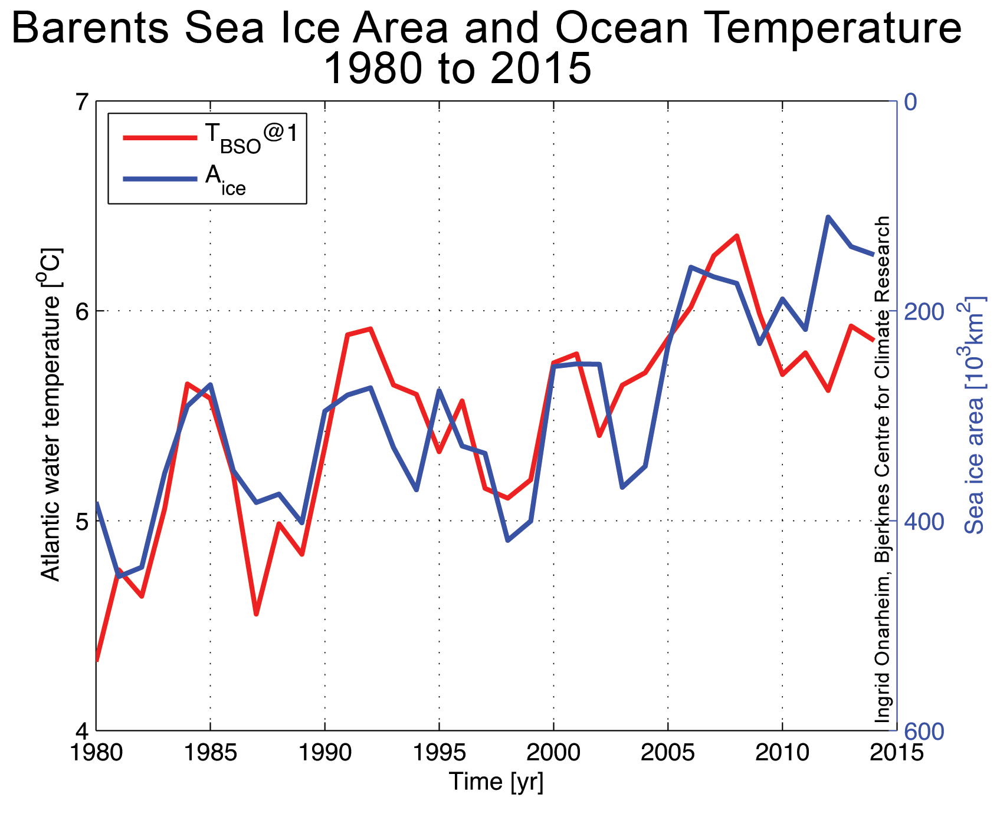 Barents Sea Ice Area and Ocean Temperature
1980 to 2015
7
0
T_BSO@1
A_ice
6
200
5
400
4
600
Atlantic water temperature [°C]
Ingrid Onarheim, Bjerknes Centre for Climate Research
Sea ice area [10³km²]
1980 1985 1990 1995 2000 2005 2010 2015
Time [yr]